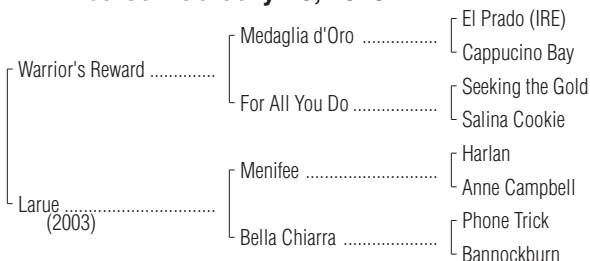 El Prado (IRE)
Medaglia d'Oro ...............
Cappucino Bay
Warrior's Reward .............
Seeking the Gold
For All You Do .................
Salina Cookie
Harlan
Menifee ..........................
Anne Campbell
Larue ..............................
(2003)
Phone Trick
Bella Chiarra ...................
Bannockburn